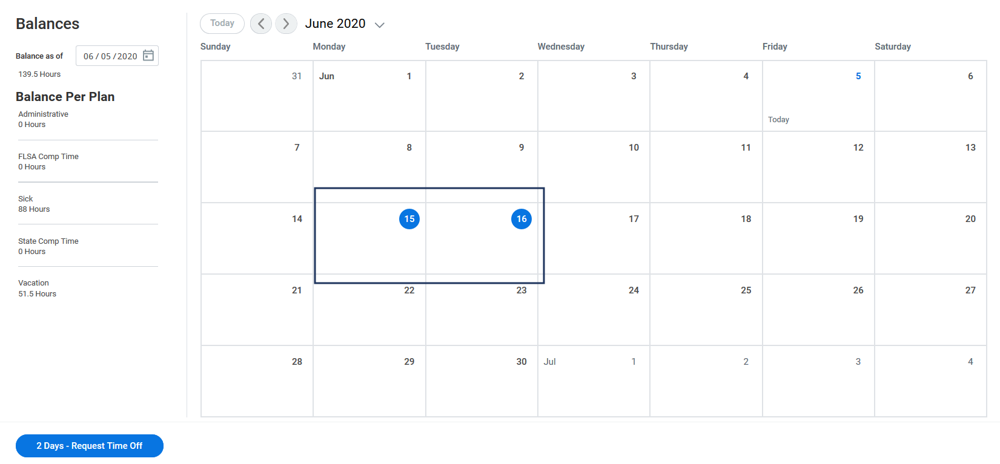 Balances
Balance as of 06 / 05 / 2020
139.5 Hours
Balance Per Plan
Administrative
0 Hours
FLSA Comp Time
0 Hours
Sick
88 Hours
State Comp Time
0 Hours
Vacation
51.5 Hours
Today June 2020
Sunday Monday Tuesday Wednesday Thursday Friday Saturday
31 Jun 1 2 3 4 5 6
Today
7 8 9 10 11 12 13
14 15 16 17 18 19 20
21 22 23 24 25 26 27
28 29 30 Jul 1 2 3 4
2 Days - Request Time Off